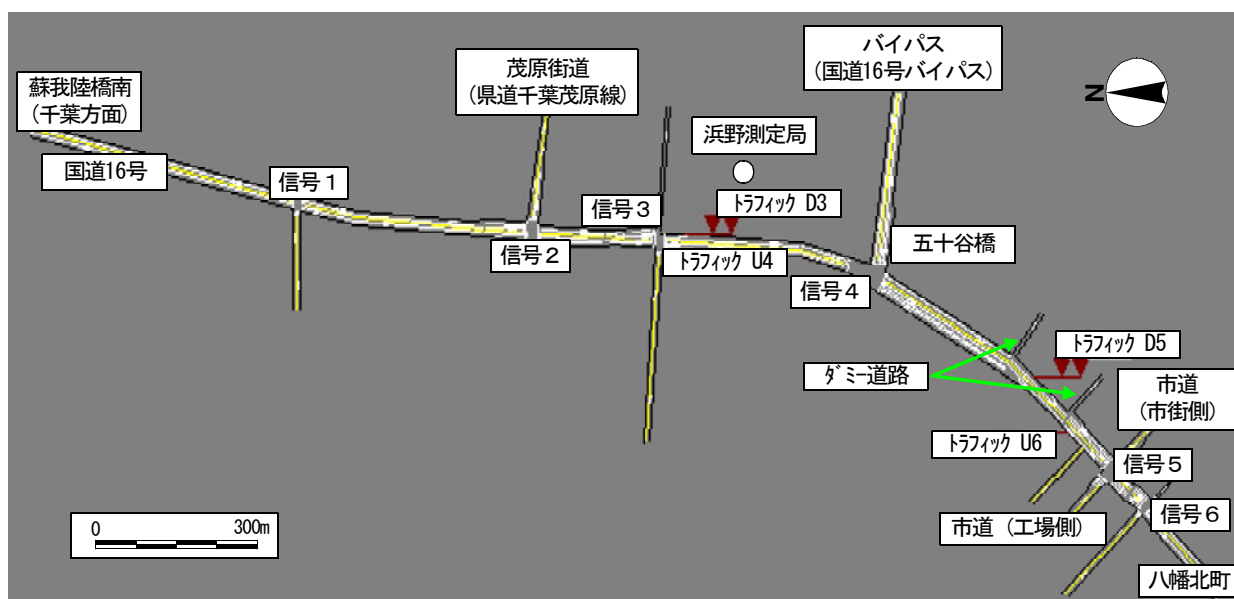 バイパス
(国道16号バイパス)
茂原街道
(県道千葉茂原線)
蘇我陸橋南
(千葉方面)
N
浜野測定局
国道16号
信号1
信号3
ﾄﾗﾌィック D3
信号2
ﾄﾗﾌィック U4
五十谷橋
信号4
ﾄﾗﾌィック D5
ﾀﾞミー道路
市道
(市街側)
ﾄﾗﾌィック U6
信号5
0 300m
市道(工場側)
信号6
八幡北町